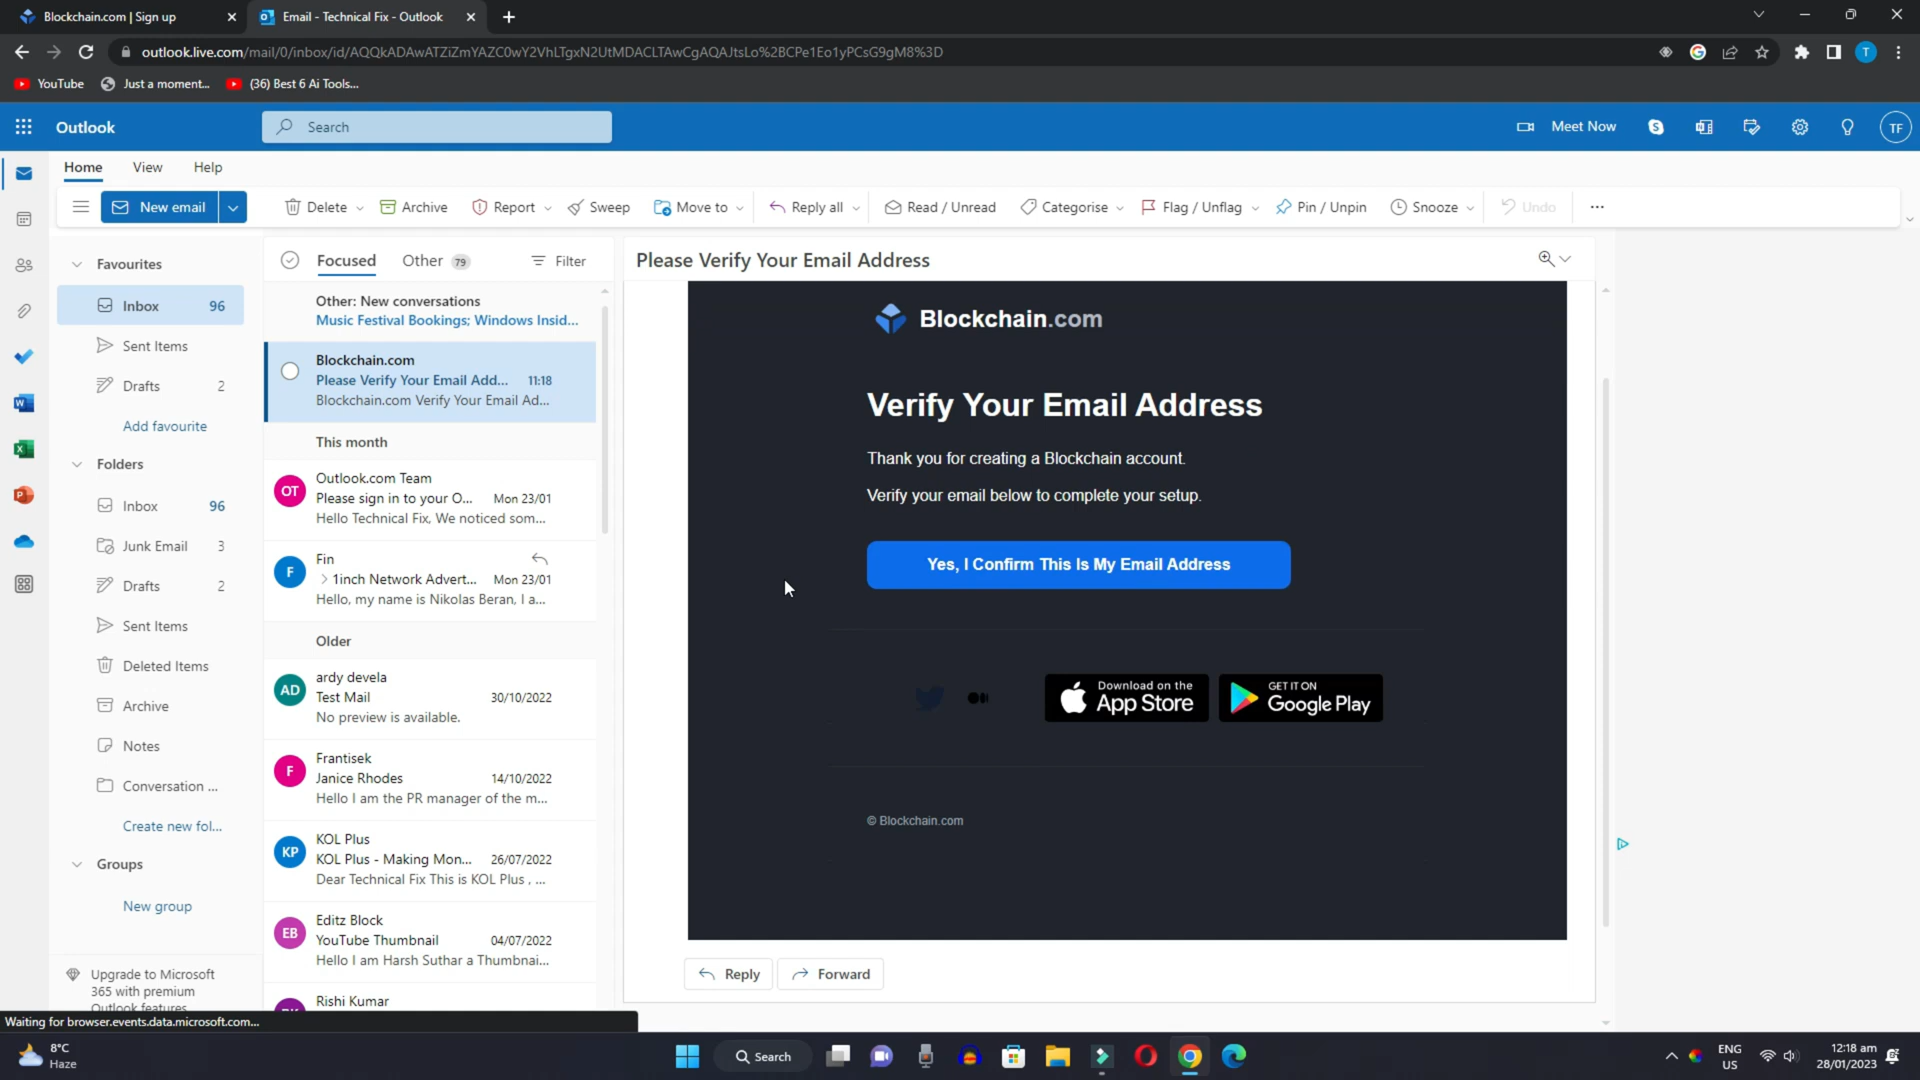 Blockchain.com | Sign up
Email - Technical Fix - Outlook
outlook.live.com/mail/0/inbox/id/AQQkADAwATZiZmYAZC0wY2VhLTgxN2UtMDACLTAwCgAQAJtsLo%2BCPe1Eo1yPCsG9gM8%3D
T
YouTube
Just a moment...
(36) Best 6 Ai Tools...
Outlook
Search
Meet Now
TF
Home View Help
New email
Delete
Archive
Report
Sweep
Move to
Reply all
Read / Unread
Categorise
Flag / Unflag
Pin / Unpin
Snooze
Undo
Favourites
Inbox 96
Sent Items
Drafts 2
Add favourite
Folders
Inbox 96
Junk Email 3
Drafts 2
Sent Items
Deleted Items
Archive
Notes
Conversation ...
Create new fol...
Groups
New group
Upgrade to Microsoft
365 with premium
Outlook features
Focused Other 79 Filter
Other: New conversations
Music Festival Bookings; Windows Insid...
Blockchain.com
Please Verify Your Email Add... 11:18
Blockchain.com Verify Your Email Ad...
This month
OT
Outlook.com Team
Please sign in to your O... Mon 23/01
Hello Technical Fix, We noticed som...
F
Fin
1inch Network Advert... Mon 23/01
Hello, my name is Nikolas Beran, I a...
Older
AD
ardy devela
Test Mail 30/10/2022
No preview is available.
F
Frantisek
Janice Rhodes 14/10/2022
Hello I am the PR manager of the m...
KP
KOL Plus
KOL Plus - Making Mon... 26/07/2022
Dear Technical Fix This is KOL Plus , ...
EB
Editz Block
YouTube Thumbnail 04/07/2022
Hello I am Harsh Suthar a Thumbnai...
Rishi Kumar
Please Verify Your Email Address
Blockchain.com
Verify Your Email Address
Thank you for creating a Blockchain account.
Verify your email below to complete your setup.
Yes, I Confirm This Is My Email Address
Download on the
App Store
GET IT ON
Google Play
© Blockchain.com
Reply
Forward
Waiting for browser.events.data.microsoft.com...
8°C
Haze
Search
ENG
US
12:18 am
28/01/2023